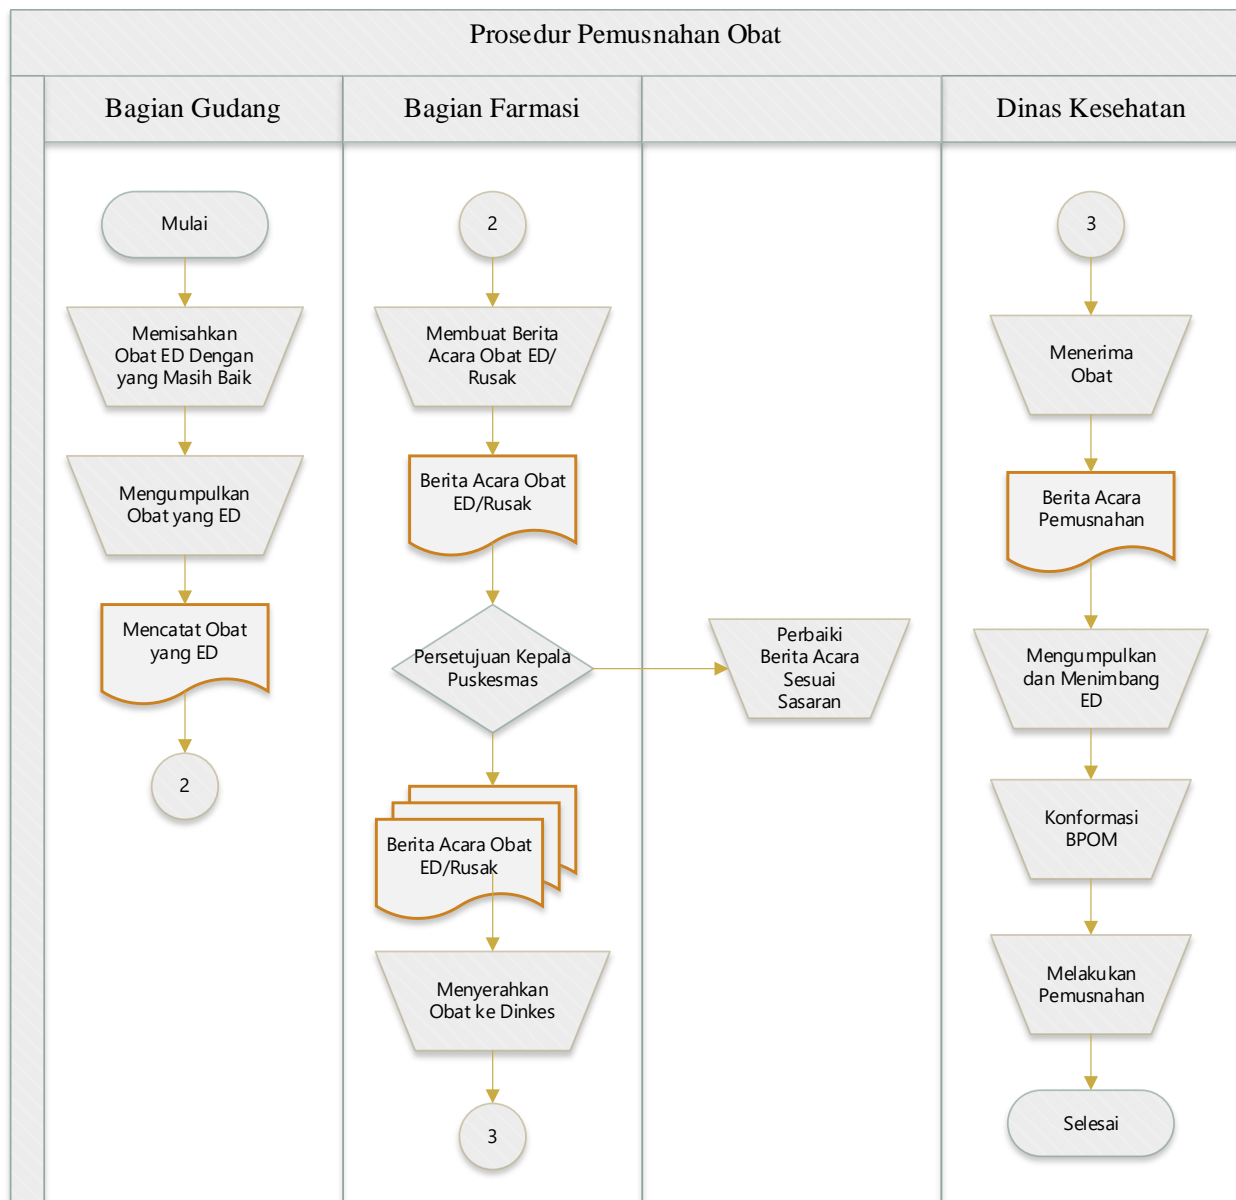 Prosedur Pemusnahan Obat
Bagian Gudang
Bagian Farmasi
Dinas Kesehatan
Mulai
Memisahkan
Obat ED Dengan
yang Masih Baik
Mengumpulkan
Obat yang ED
Mencatat Obat
yang ED
2
2
Membuat Berita
Acara Obat ED/
Rusak
Berita Acara Obat
ED/Rusak
Persetujuan Kepala
Puskesmas
Berita Acara Obat
ED/Rusak
Menyerahkan
Obat ke Dinkes
3
Perbaiki
Berita Acara
Sesuai
Sasaran
3
Menerima
Obat
Berita Acara
Pemusnahan
Mengumpulkan
dan Menimbang
ED
Konformasi
BPOM
Melakukan
Pemusnahan
Selesai